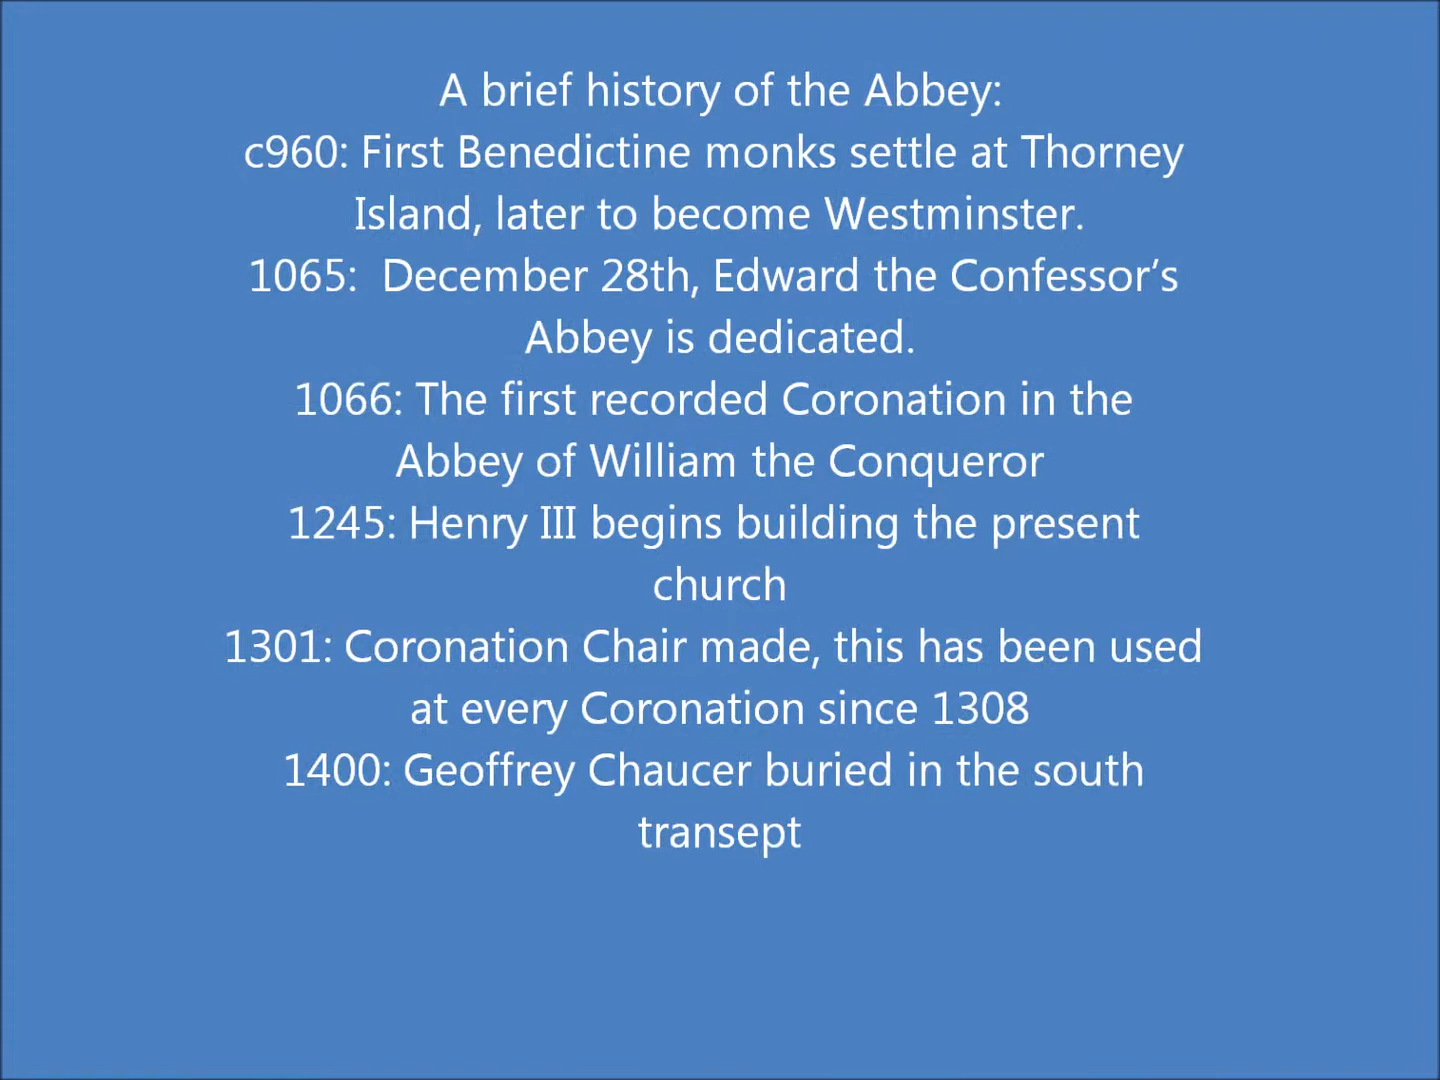 A brief history of the Abbey:
c960: First Benedictine monks settle at Thorney
Island, later to become Westminster.
1065:  December 28th, Edward the Confessor’s
Abbey is dedicated.
1066: The first recorded Coronation in the
Abbey of William the Conqueror
1245: Henry III begins building the present
church
1301: Coronation Chair made, this has been used
at every Coronation since 1308
1400: Geoffrey Chaucer buried in the south
transept